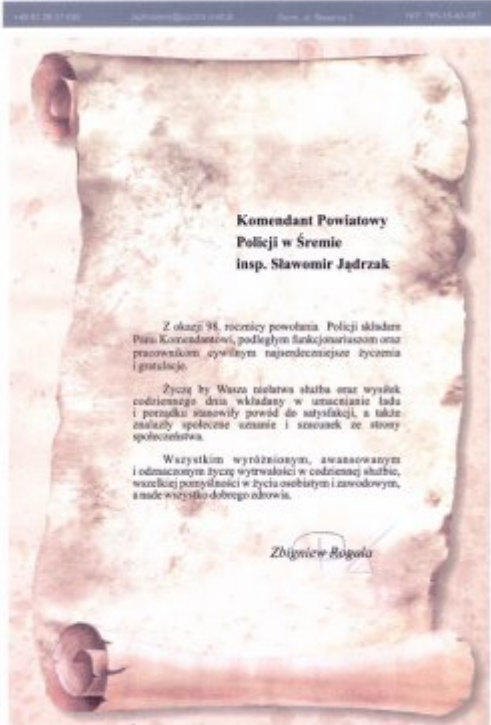 Komendant Powiatowy
Policji w Śremie
insp. Sławomir Jądrzak
Z okazji 98. rocznicy powołania Policji składam
Panu Komendantowi, podległym funkcjonariuszom oraz
pracownikom cywilnym najserdeczniejsze życzenia
i gratulacje.
Życzę by Wasza niełatwa służba oraz wysiłek
codziennego dnia wkładany w umacnianie ładu
i porządku stanowiły powód do satysfakcji, a także
znalazły społeczne uznanie i szacunek ze strony
społeczeństwa.
Wszystkim wyróżnionym, awansowanym
i odznaczonym życzę wytrwałości w codziennej służbie,
wszelkiej pomyślności w życiu osobistym i zawodowym,
a nade wszystko dobrego zdrowia.
Zbigniew Rogala